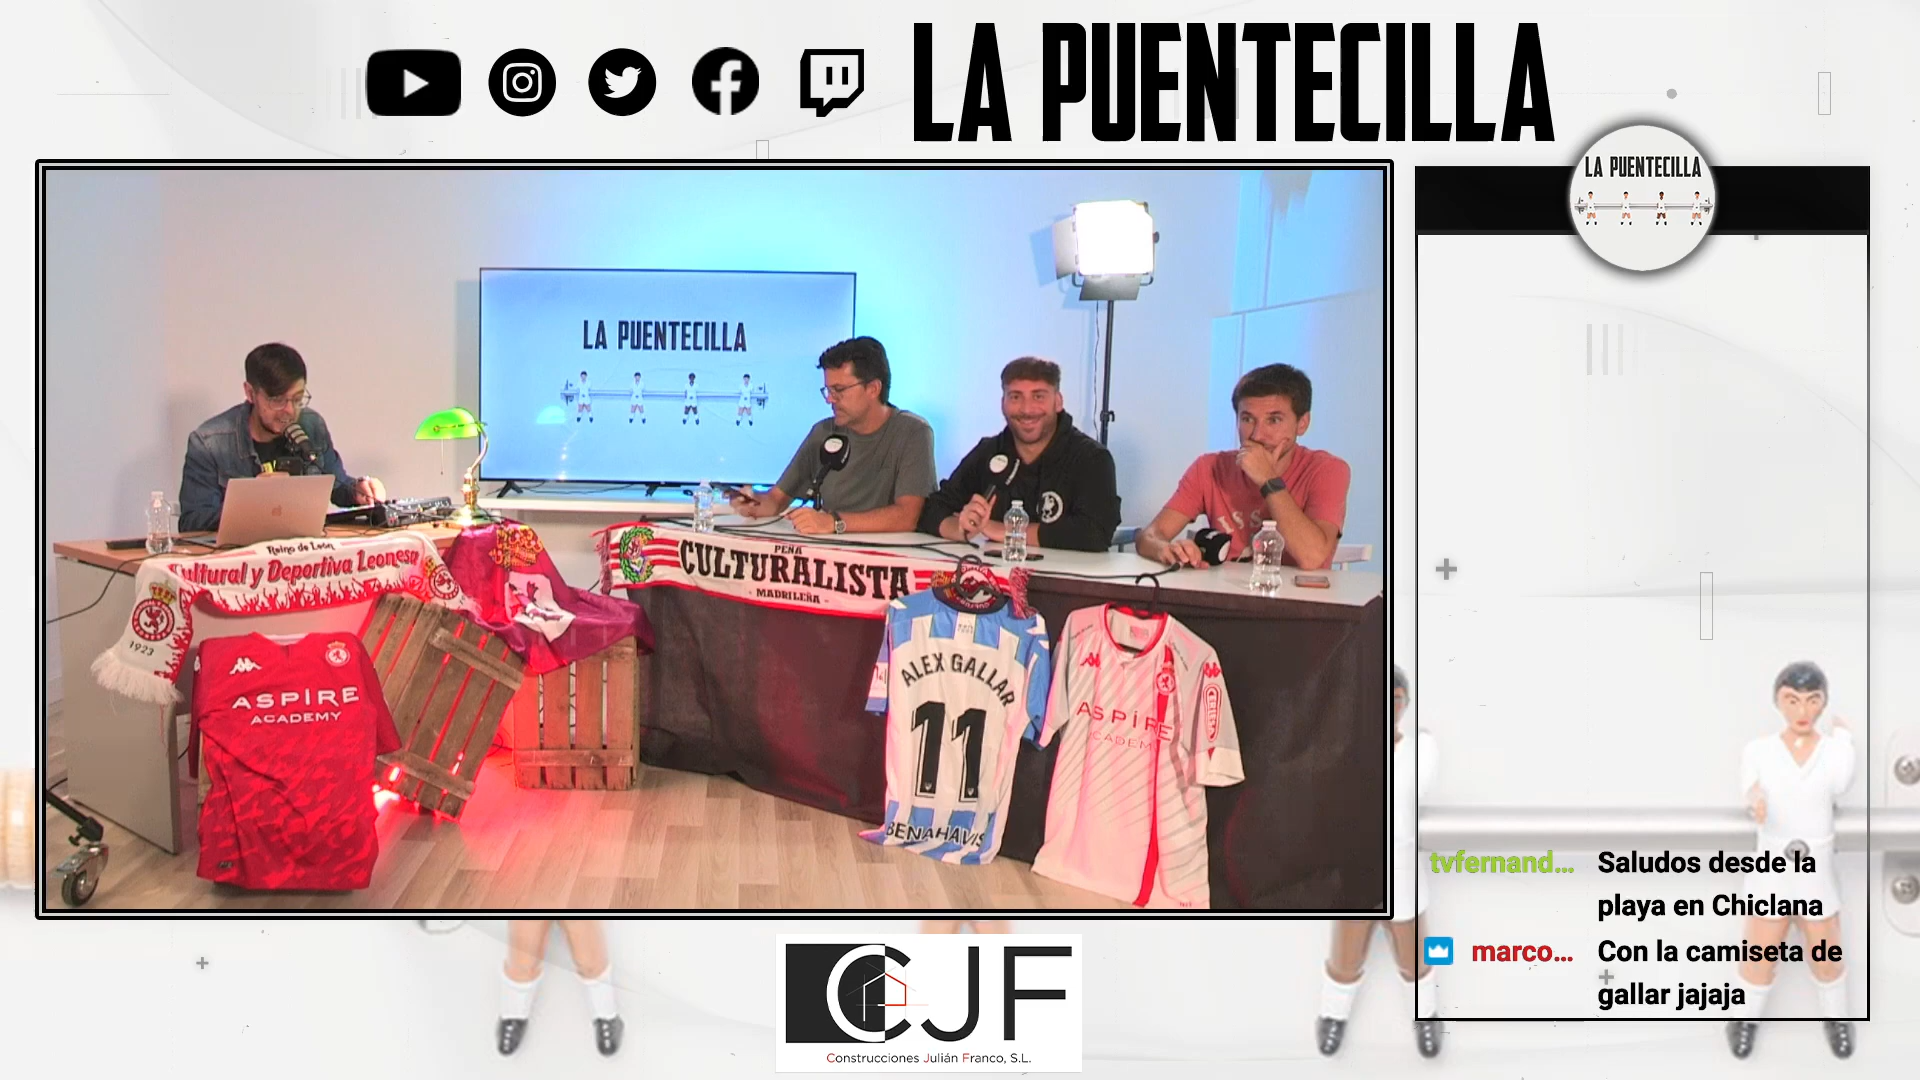 LA PUENTECILLA
LA PUENTECILLA
LA PUENTECILLA
Reino de León
Cultural y Deportiva Leonesa
1923
PEÑA
CULTURALISTA
- MADRILEÑA -
ASPIRE
ACADEMY
ALEX GALLAR
11
BENAHAVIS
ASPIRE
ACADEMY
tvfernand... Saludos desde la
playa en Chiclana
marco... Con la camiseta de
gallar jajaja
CJF
Construcciones Julián Franco, S.L.